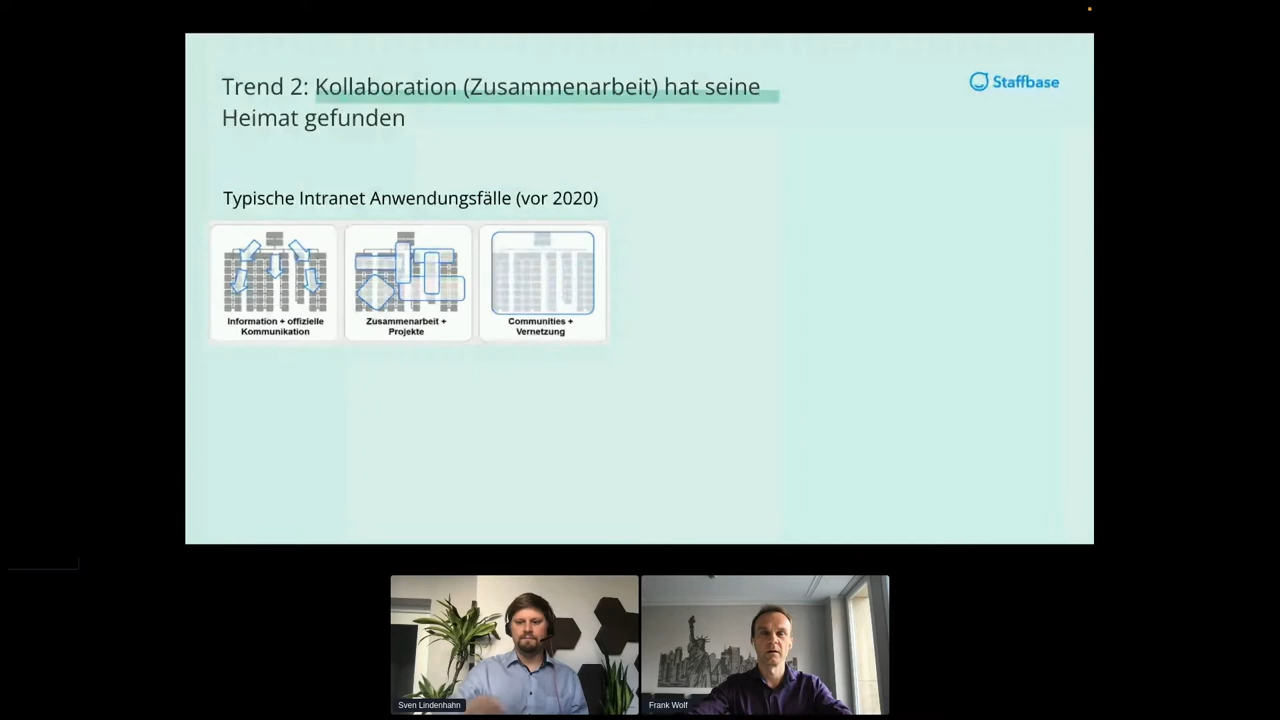 Trend 2: Kollaboration (Zusammenarbeit) hat seine
Heimat gefunden
Staffbase
Typische Intranet Anwendungsfälle (vor 2020)
Information + offizielle
Kommunikation
Zusammenarbeit +
Projekte
Communities +
Vernetzung
Sven Lindenhahn
Frank Wolf